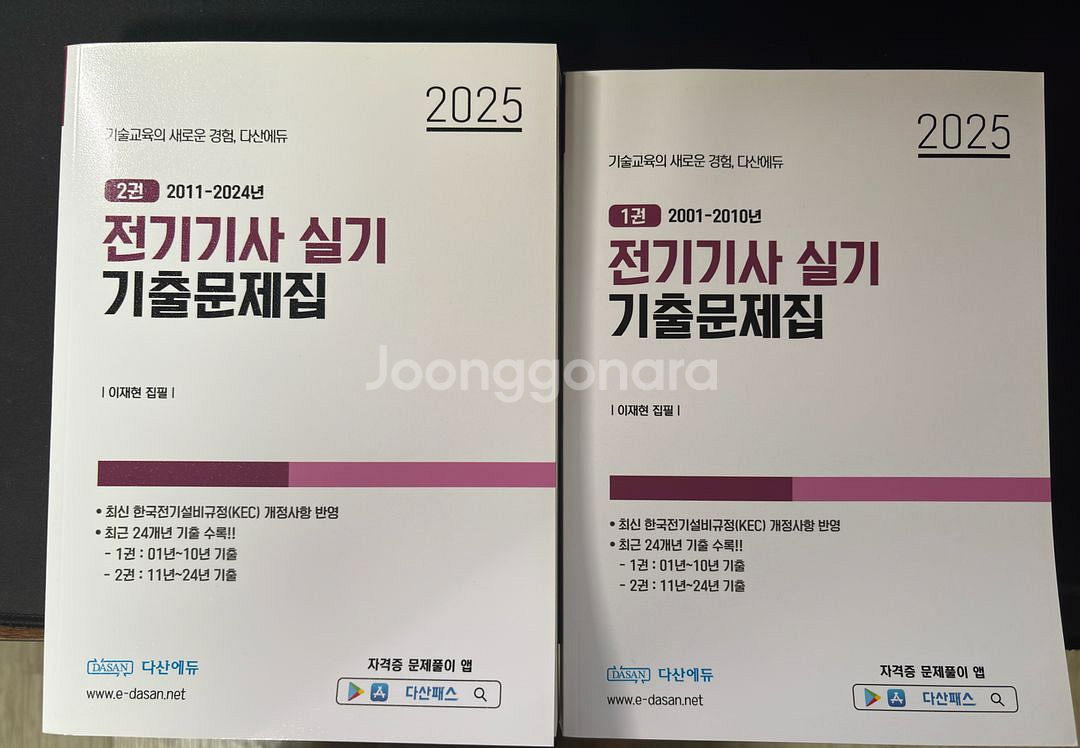 2025
기술교육의 새로운 경험, 다산에듀
2권 2011-2024년
전기기사 실기
기출문제집
| 이재현 집필 |
• 최신 한국전기설비규정(KEC) 개정사항 반영
• 최근 24개년 기출 수록!!
- 1권 : 01년~10년 기출
- 2권 : 11년~24년 기출
DASAN 다산에듀
www.e-dasan.net
자격증 문제풀이 앱
다산패스
2025
기술교육의 새로운 경험, 다산에듀
1권 2001-2010년
전기기사 실기
기출문제집
| 이재현 집필 |
• 최신 한국전기설비규정(KEC) 개정사항 반영
• 최근 24개년 기출 수록!!
- 1권 : 01년~10년 기출
- 2권 : 11년~24년 기출
DASAN 다산에듀
www.e-dasan.net
자격증 문제풀이 앱
다산패스
Joonggonara